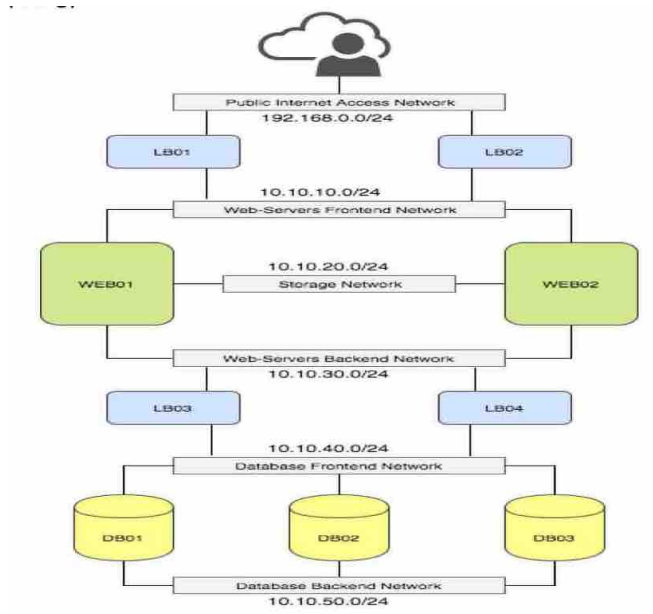 Public Internet Access Network
192.168.0.0/24
LB01
LB02
10.10.10.0/24
Web-Servers Frontend Network
WEB01
10.10.20.0/24
Storage Network
WEB02
Web-Servers Backend Network
10.10.30.0/24
LB03
LB04
10.10.40.0/24
Database Frontend Network
DB01
DB02
DB03
Database Backend Network
10.10.50.0/24